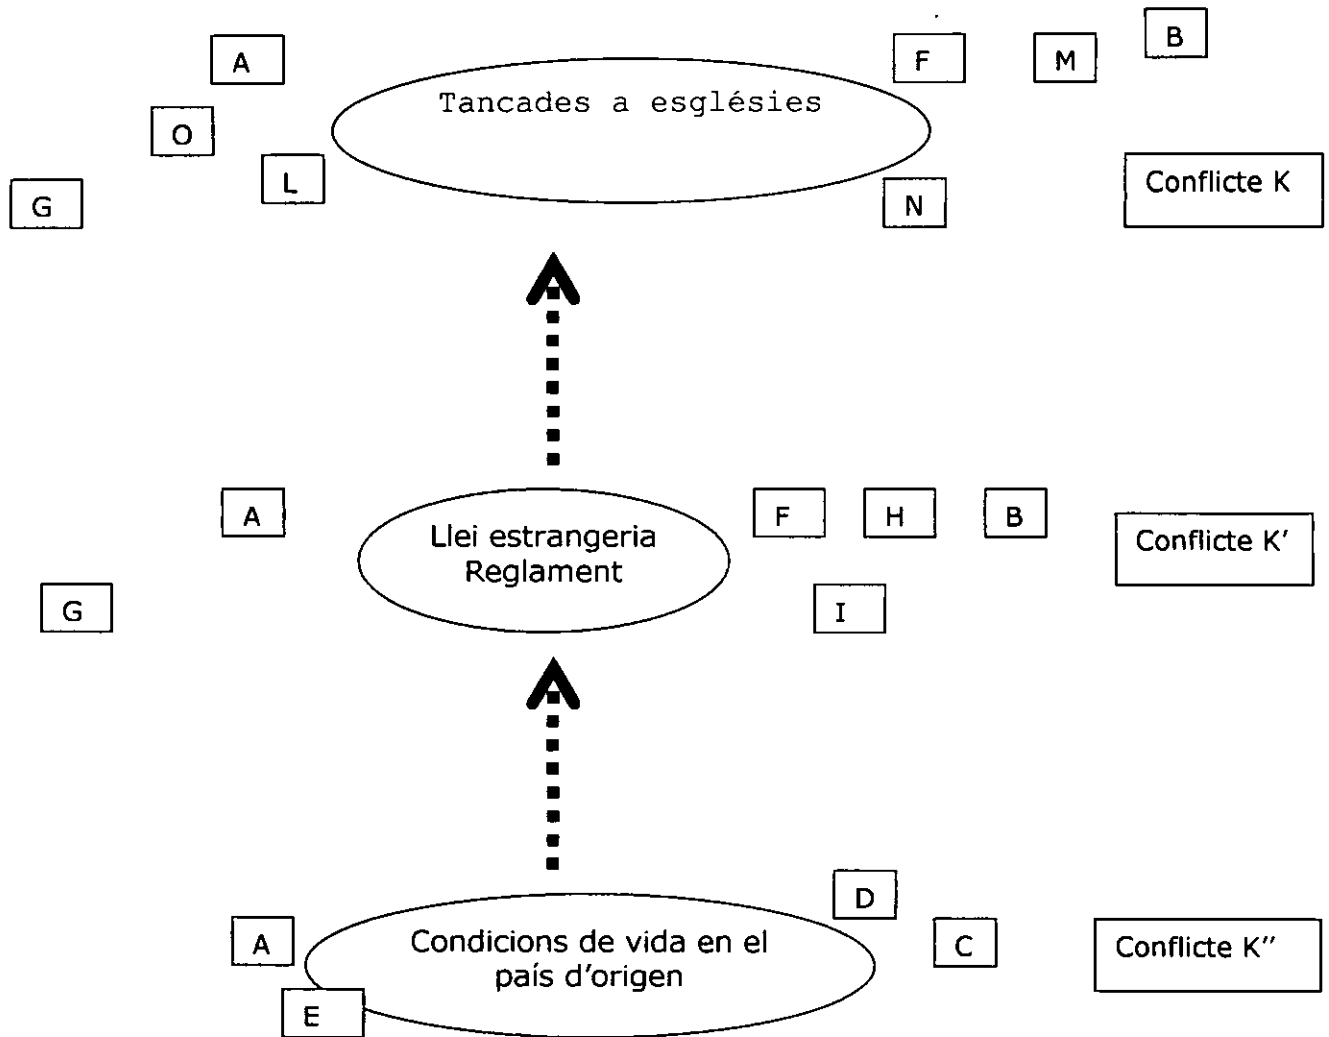 B
A
F
M
Tancades a esglésies
O
L
Conflicte K
G
N
A
F
H
B
Llei estrangeria
Reglament
Conflicte K'
G
I
D
A
Condicions de vida en el
país d'origen
C
Conflicte K''
E